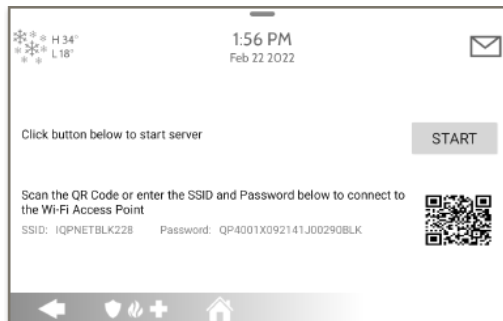 H 34°
L 18°
1:56 PM
Feb 22 2022
Click button below to start server
START
Scan the QR Code or enter the SSID and Password below to connect to
the Wi-Fi Access Point
SSID: IQPNETBLK228 Password: QP4001X092141J00290BLK